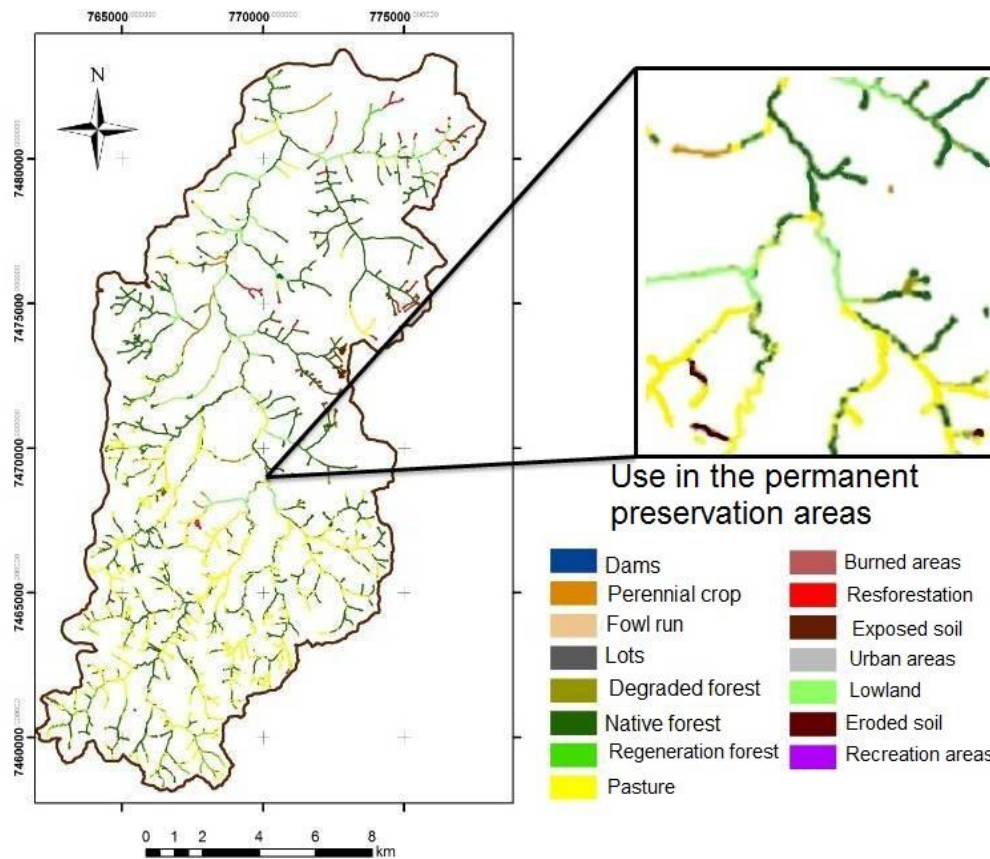 765000 770000 775000
N
7480000
7475000
7470000
7465000
7460000
0 1 2 4 6 8
km
Use in the permanent
preservation areas
Dams
Perennial crop
Fowl run
Lots
Degraded forest
Native forest
Regeneration forest
Pasture
Burned areas
Resforestation
Exposed soil
Urban areas
Lowland
Eroded soil
Recreation areas